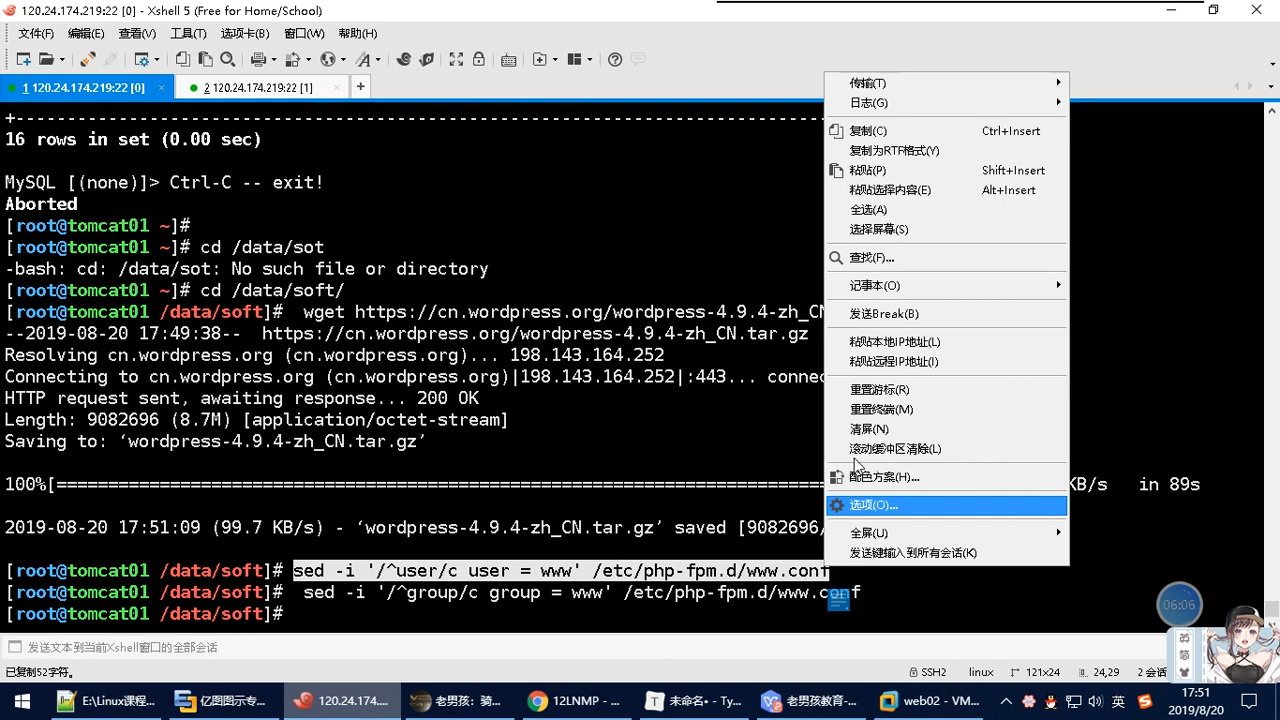 120.24.174.219:22 [0] - Xshell 5 (Free for Home/School)
文件(F) 编辑(E) 查看(V) 工具(T) 选项卡(B) 窗口(W) 帮助(H)
1 120.24.174.219:22 [0] × 2 120.24.174.219:22 [1] × +
+-----------------------------------------------------
16 rows in set (0.00 sec)
MySQL [(none)]> Ctrl-C -- exit!
Aborted
[root@tomcat01 ~]#
[root@tomcat01 ~]# cd /data/sot
-bash: cd: /data/sot: No such file or directory
[root@tomcat01 ~]# cd /data/soft/
[root@tomcat01 /data/soft]#  wget https://cn.wordpress.org/wordpress-4.9.4-zh_CN
--2019-08-20 17:49:38--  https://cn.wordpress.org/wordpress-4.9.4-zh_CN.tar.gz
Resolving cn.wordpress.org (cn.wordpress.org)... 198.143.164.252
Connecting to cn.wordpress.org (cn.wordpress.org)|198.143.164.252|:443... connec
HTTP request sent, awaiting response... 200 OK
Length: 9082696 (8.7M) [application/octet-stream]
Saving to: ‘wordpress-4.9.4-zh_CN.tar.gz’
100%[====================================================================== KB/s   in 89s
2019-08-20 17:51:09 (99.7 KB/s) - ‘wordpress-4.9.4-zh_CN.tar.gz’ saved [9082696/
[root@tomcat01 /data/soft]# sed -i '/^user/c user = www' /etc/php-fpm.d/www.conf
[root@tomcat01 /data/soft]#  sed -i '/^group/c group = www' /etc/php-fpm.d/www.conf
[root@tomcat01 /data/soft]#
传输(T)
日志(G)
复制(C) Ctrl+Insert
复制为RTF格式(Y)
粘贴(P) Shift+Insert
粘贴选择内容(E) Alt+Insert
全选(A)
选择屏幕(S)
查找(F)...
记事本(O)
发送Break(B)
粘贴本地IP地址(L)
粘贴远程IP地址(I)
重置游标(R)
重置终端(M)
清屏(N)
滚动缓冲区清除(L)
配色方案(H)...
选项(O)...
全屏(U)
发送键输入到所有会话(K)
06:06
发送文本到当前Xshell窗口的全部会话
已复制52字符。 SSH2 linux 121x24 24,29 2 会话
英
简
E:\Linux课程... 亿图图示专... 120.24.174.... 老男孩：骑... 12LNMP - ... 未命名• - Ty... 老男孩教育-... web02 - VM... 英 17:51
2019/8/20